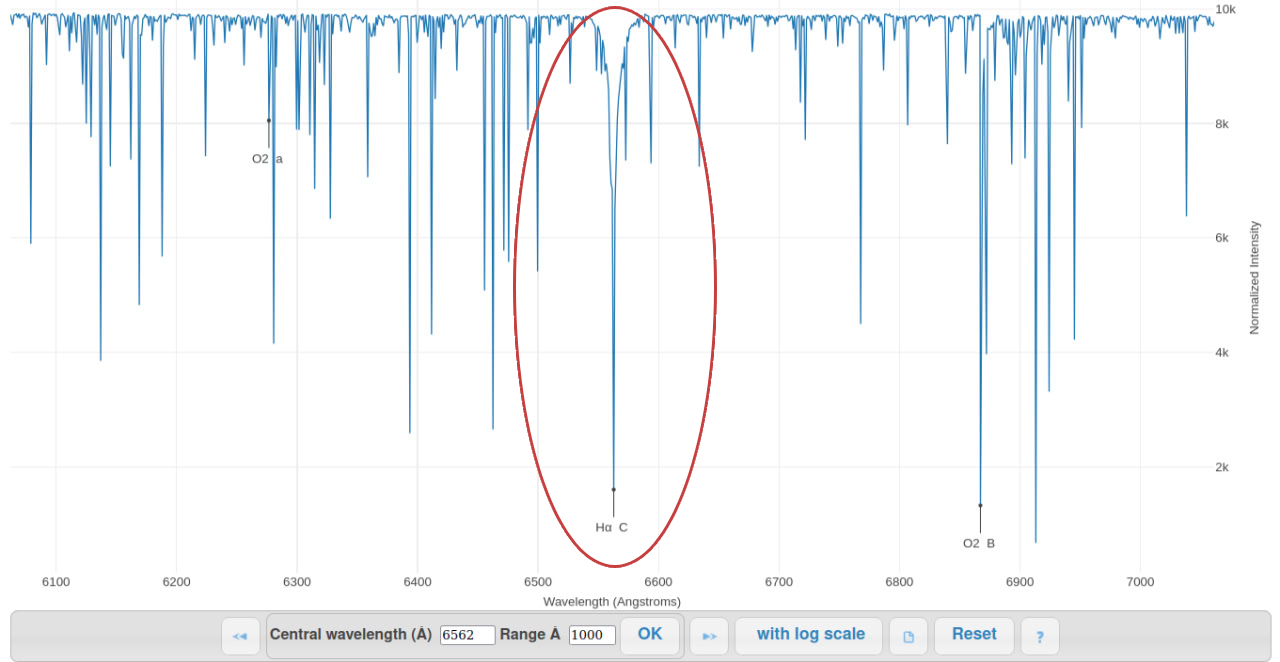 10k
8k
O2 a
6k
Normalized Intensity
4k
2k
Hα C
O2 B
6100 6200 6300 6400 6500 6600 6700 6800 6900 7000
Wavelength (Angstroms)
Central wavelength (Å) 6562 Range Å 1000 OK with log scale Reset ?